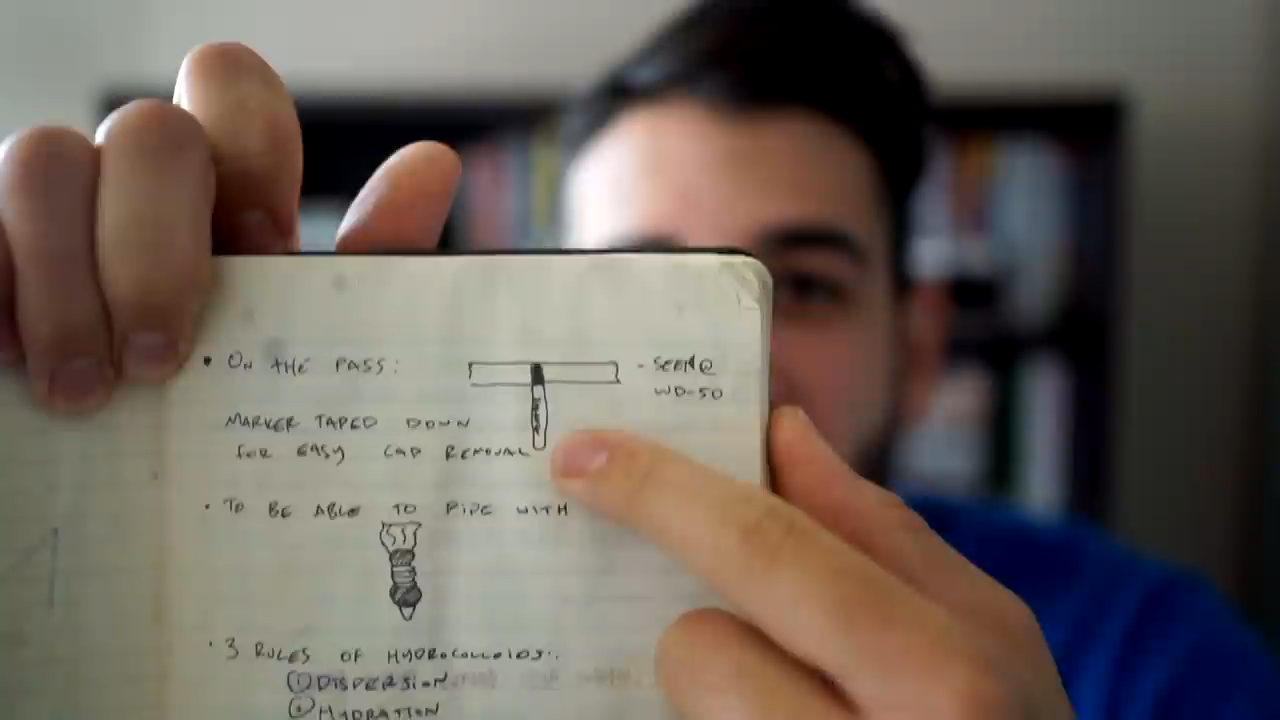 • ON THE PASS:
- SEEN @
WD-50
MARKER TAPED DOWN
FOR EASY CAP REMOVAL
• TO BE ABLE TO PIPE WITH
• 3 RULES OF HYDROCOLLOIDS:
① DISPERSION
② HYDRATION